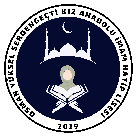 OSMAN YÜKSEL SERDENGEÇTİ KIZ ANADOLU İMAM HATİP LİSESİ
2019